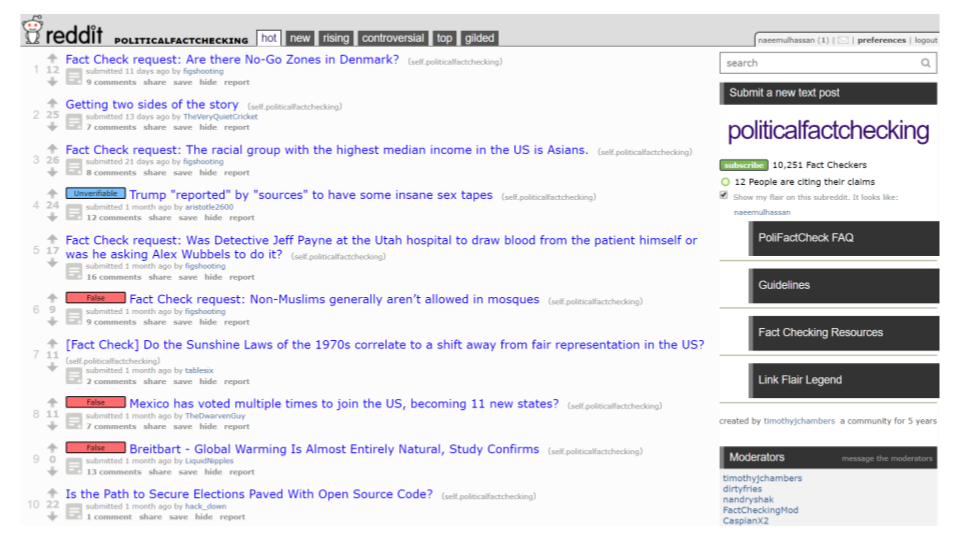 reddit POLITICALFACTCHECKING hot new rising controversial top gilded
naeemulhassan (1) | | preferences | logout
1 12 Fact Check request: Are there No-Go Zones in Denmark? (self.politicalfactchecking)
submitted 11 days ago by figshooting
9 comments share save hide report
2 25 Getting two sides of the story (self.politicalfactchecking)
submitted 13 days ago by TheVeryQuietCricket
7 comments share save hide report
3 26 Fact Check request: The racial group with the highest median income in the US is Asians. (self.politicalfactchecking)
submitted 21 days ago by figshooting
8 comments share save hide report
4 24 Unverifiable Trump "reported" by "sources" to have some insane sex tapes (self.politicalfactchecking)
submitted 1 month ago by aristotle2600
12 comments share save hide report
5 17 Fact Check request: Was Detective Jeff Payne at the Utah hospital to draw blood from the patient himself or
was he asking Alex Wubbels to do it? (self.politicalfactchecking)
submitted 1 month ago by figshooting
16 comments share save hide report
6 9 False Fact Check request: Non-Muslims generally aren't allowed in mosques (self.politicalfactchecking)
submitted 1 month ago by figshooting
9 comments share save hide report
7 11 [Fact Check] Do the Sunshine Laws of the 1970s correlate to a shift away from fair representation in the US?
(self.politicalfactchecking)
submitted 1 month ago by tablesix
2 comments share save hide report
8 11 False Mexico has voted multiple times to join the US, becoming 11 new states? (self.politicalfactchecking)
submitted 1 month ago by TheDwarvenGuy
7 comments share save hide report
9 0 False Breitbart - Global Warming Is Almost Entirely Natural, Study Confirms (self.politicalfactchecking)
submitted 1 month ago by LiquidNipples
13 comments share save hide report
10 22 Is the Path to Secure Elections Paved With Open Source Code? (self.politicalfactchecking)
submitted 1 month ago by hack_down
1 comment share save hide report
search
Submit a new text post
politicalfactchecking
subscribe 10,251 Fact Checkers
12 People are citing their claims
Show my flair on this subreddit. It looks like:
naeemulhassan
PoliFactCheck FAQ
Guidelines
Fact Checking Resources
Link Flair Legend
created by timothyjchambers a community for 5 years
Moderators message the moderators
timothyjchambers
dirtyfries
nandryshak
FactCheckingMod
CaspianX2